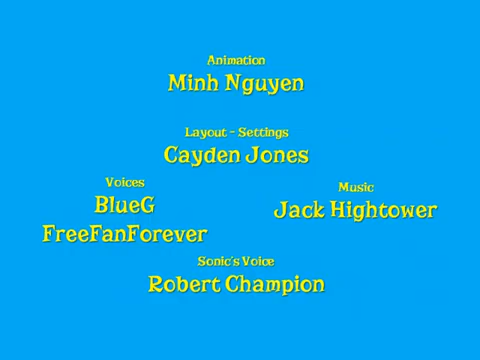 Animation
Minh Nguyen
Layout - Settings
Cayden Jones
Voices
BlueG
FreeFanForever
Music
Jack Hightower
Sonic's Voice
Robert Champion